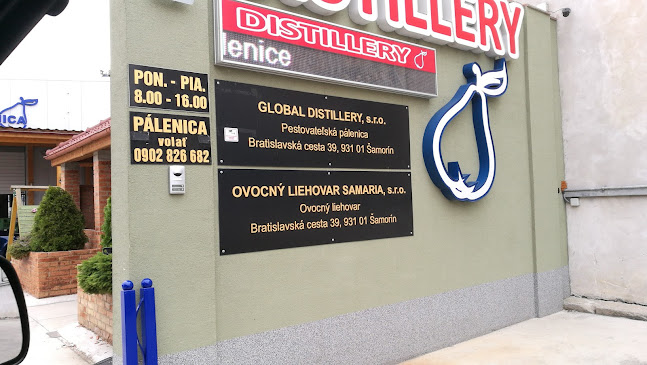 DISTILLERY
DISTILLERY
lenice
PON. - PIA.
8.00 - 16.00
PÁLENICA
volať
0902 826 682
GLOBAL DISTILLERY, s.r.o.
Pestovateľská pálenica
Bratislavská cesta 39, 931 01 Šamorín
OVOCNÝ LIEHOVAR SAMARIA, s.r.o.
Ovocný liehovar
Bratislavská cesta 39, 931 01 Šamorín
ICA